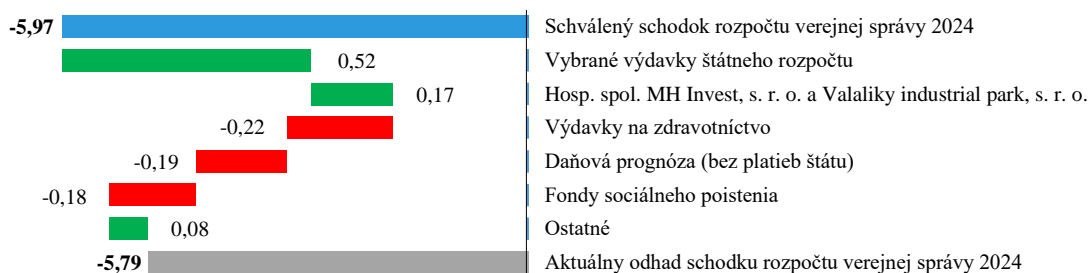 -5,97 Schválený schodok rozpočtu verejnej správy 2024
0,52 Vybrané výdavky štátneho rozpočtu
0,17 Hosp. spol. MH Invest, s. r. o. a Valaliky industrial park, s. r. o.
-0,22 Výdavky na zdravotníctvo
-0,19 Daňová prognóza (bez platieb štátu)
-0,18 Fondy sociálneho poistenia
0,08 Ostatné
-5,79 Aktuálny odhad schodku rozpočtu verejnej správy 2024